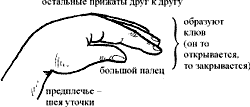 остальные прижаты друг к другу
образуют
клюв
(он то
открывается,
то закрывается)
большой палец
предплечье –
шея уточки